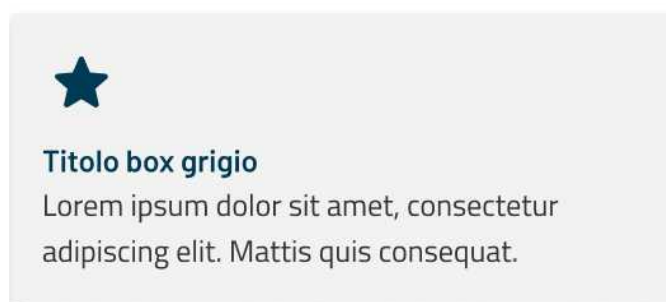 Titolo box grigio
Lorem ipsum dolor sit amet, consectetur
adipiscing elit. Mattis quis consequat.